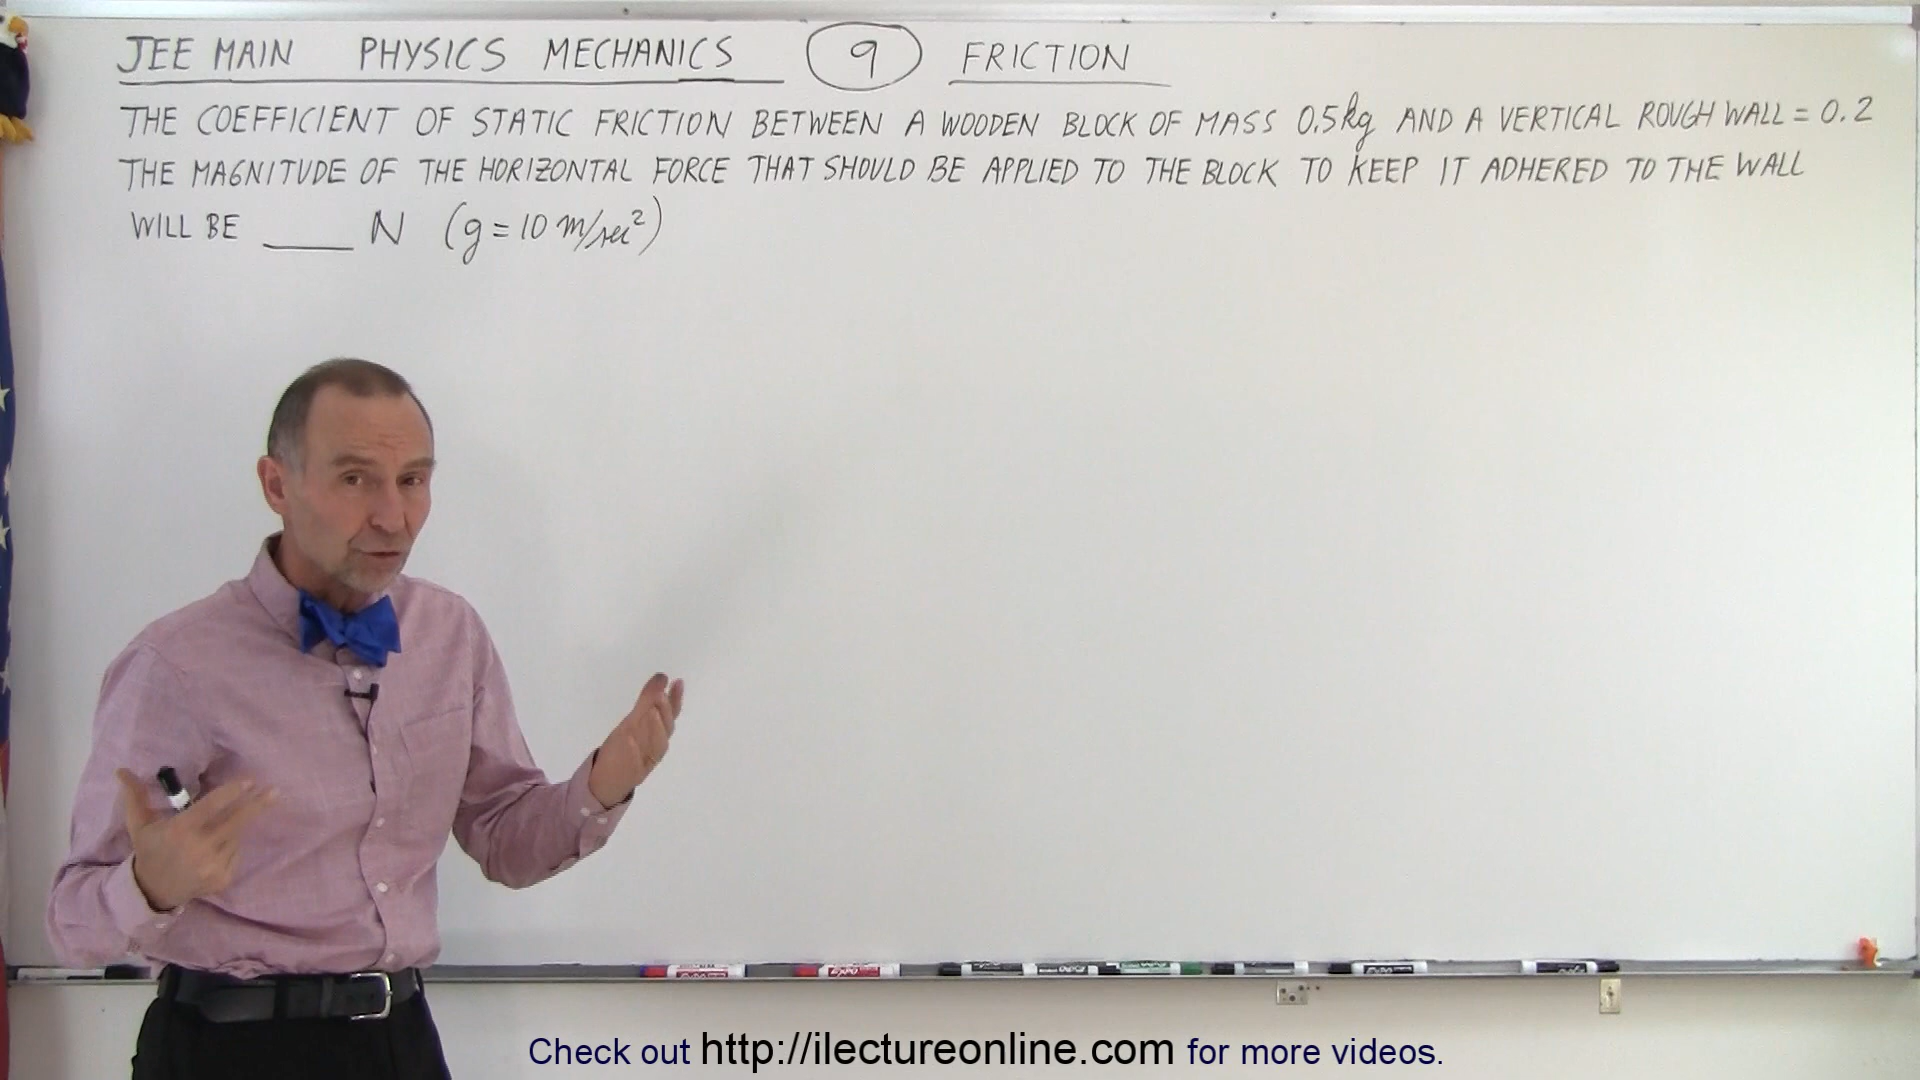 JEE MAIN PHYSICS MECHANICS 9 FRICTION
THE COEFFICIENT OF STATIC FRICTION BETWEEN A WOODEN BLOCK OF MASS 0.5kg AND A VERTICAL ROUGH WALL = 0.2
THE MAGNITUDE OF THE HORIZONTAL FORCE THAT SHOULD BE APPLIED TO THE BLOCK TO KEEP IT ADHERED TO THE WALL
WILL BE ____ N (g = 10 m/sec²)
EXPO
EXPO
Check out http://ilectureonline.com for more videos.